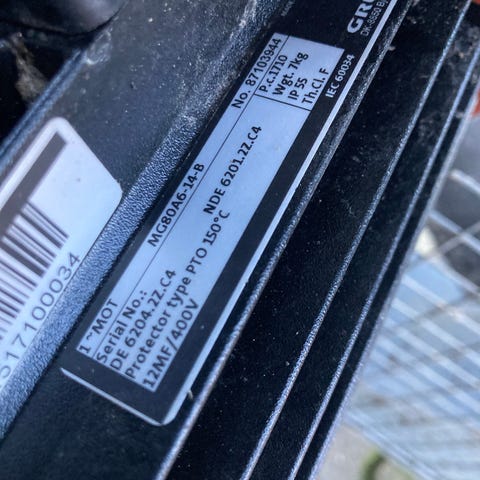 GR
DK-8850 B
1~MOT MG80A6-14-B No. 87103944
Serial No.: P.c.1710
DE 6204.2Z.C4 NDE 6201.2Z.C4 Wgt. 7kg
Protector type PTO 150°C IP 55
12MF/400V Th.Cl. F
IEC 60034
517100034